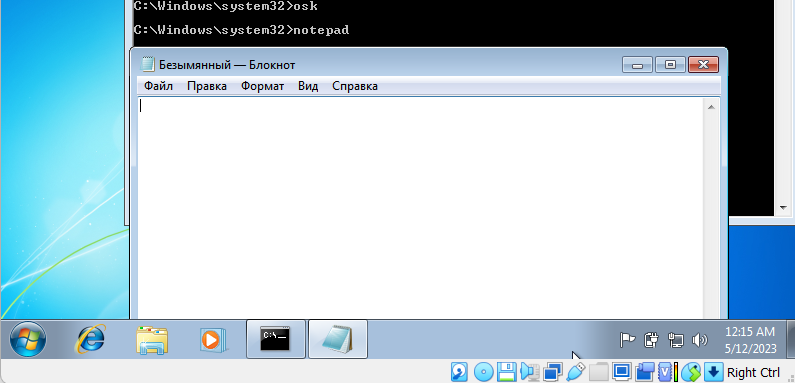 C:\Windows\system32>osk
C:\Windows\system32>notepad
Безымянный — Блокнот
Файл Правка Формат Вид Справка
C:\_
12:15 AM
5/12/2023
Right Ctrl